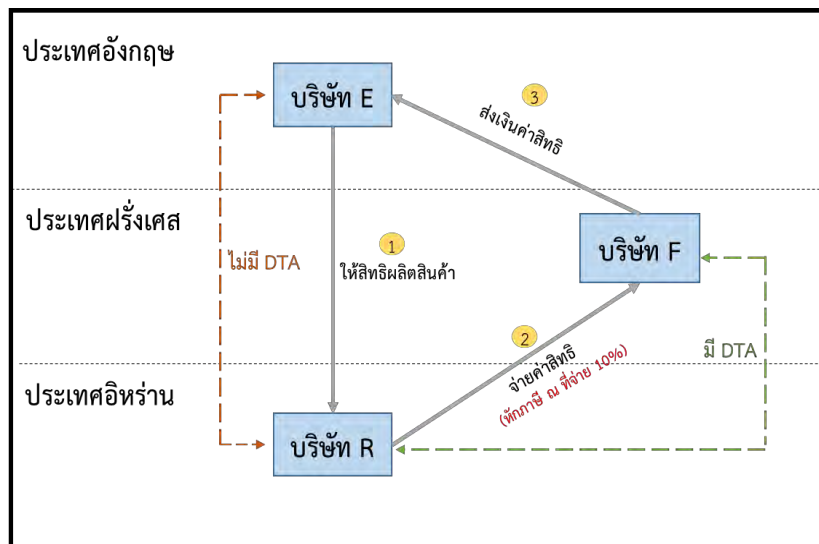 ประเทศอังกฤษ
บริษัท E
3
ส่งเงินค่าสิทธิ
ประเทศฝรั่งเศส
บริษัท F
1
ไม่มี DTA
ให้สิทธิผลิตสินค้า
2
จ่ายค่าสิทธิ
(หักภาษี ณ ที่จ่าย 10%)
มี DTA
ประเทศอิหร่าน
บริษัท R